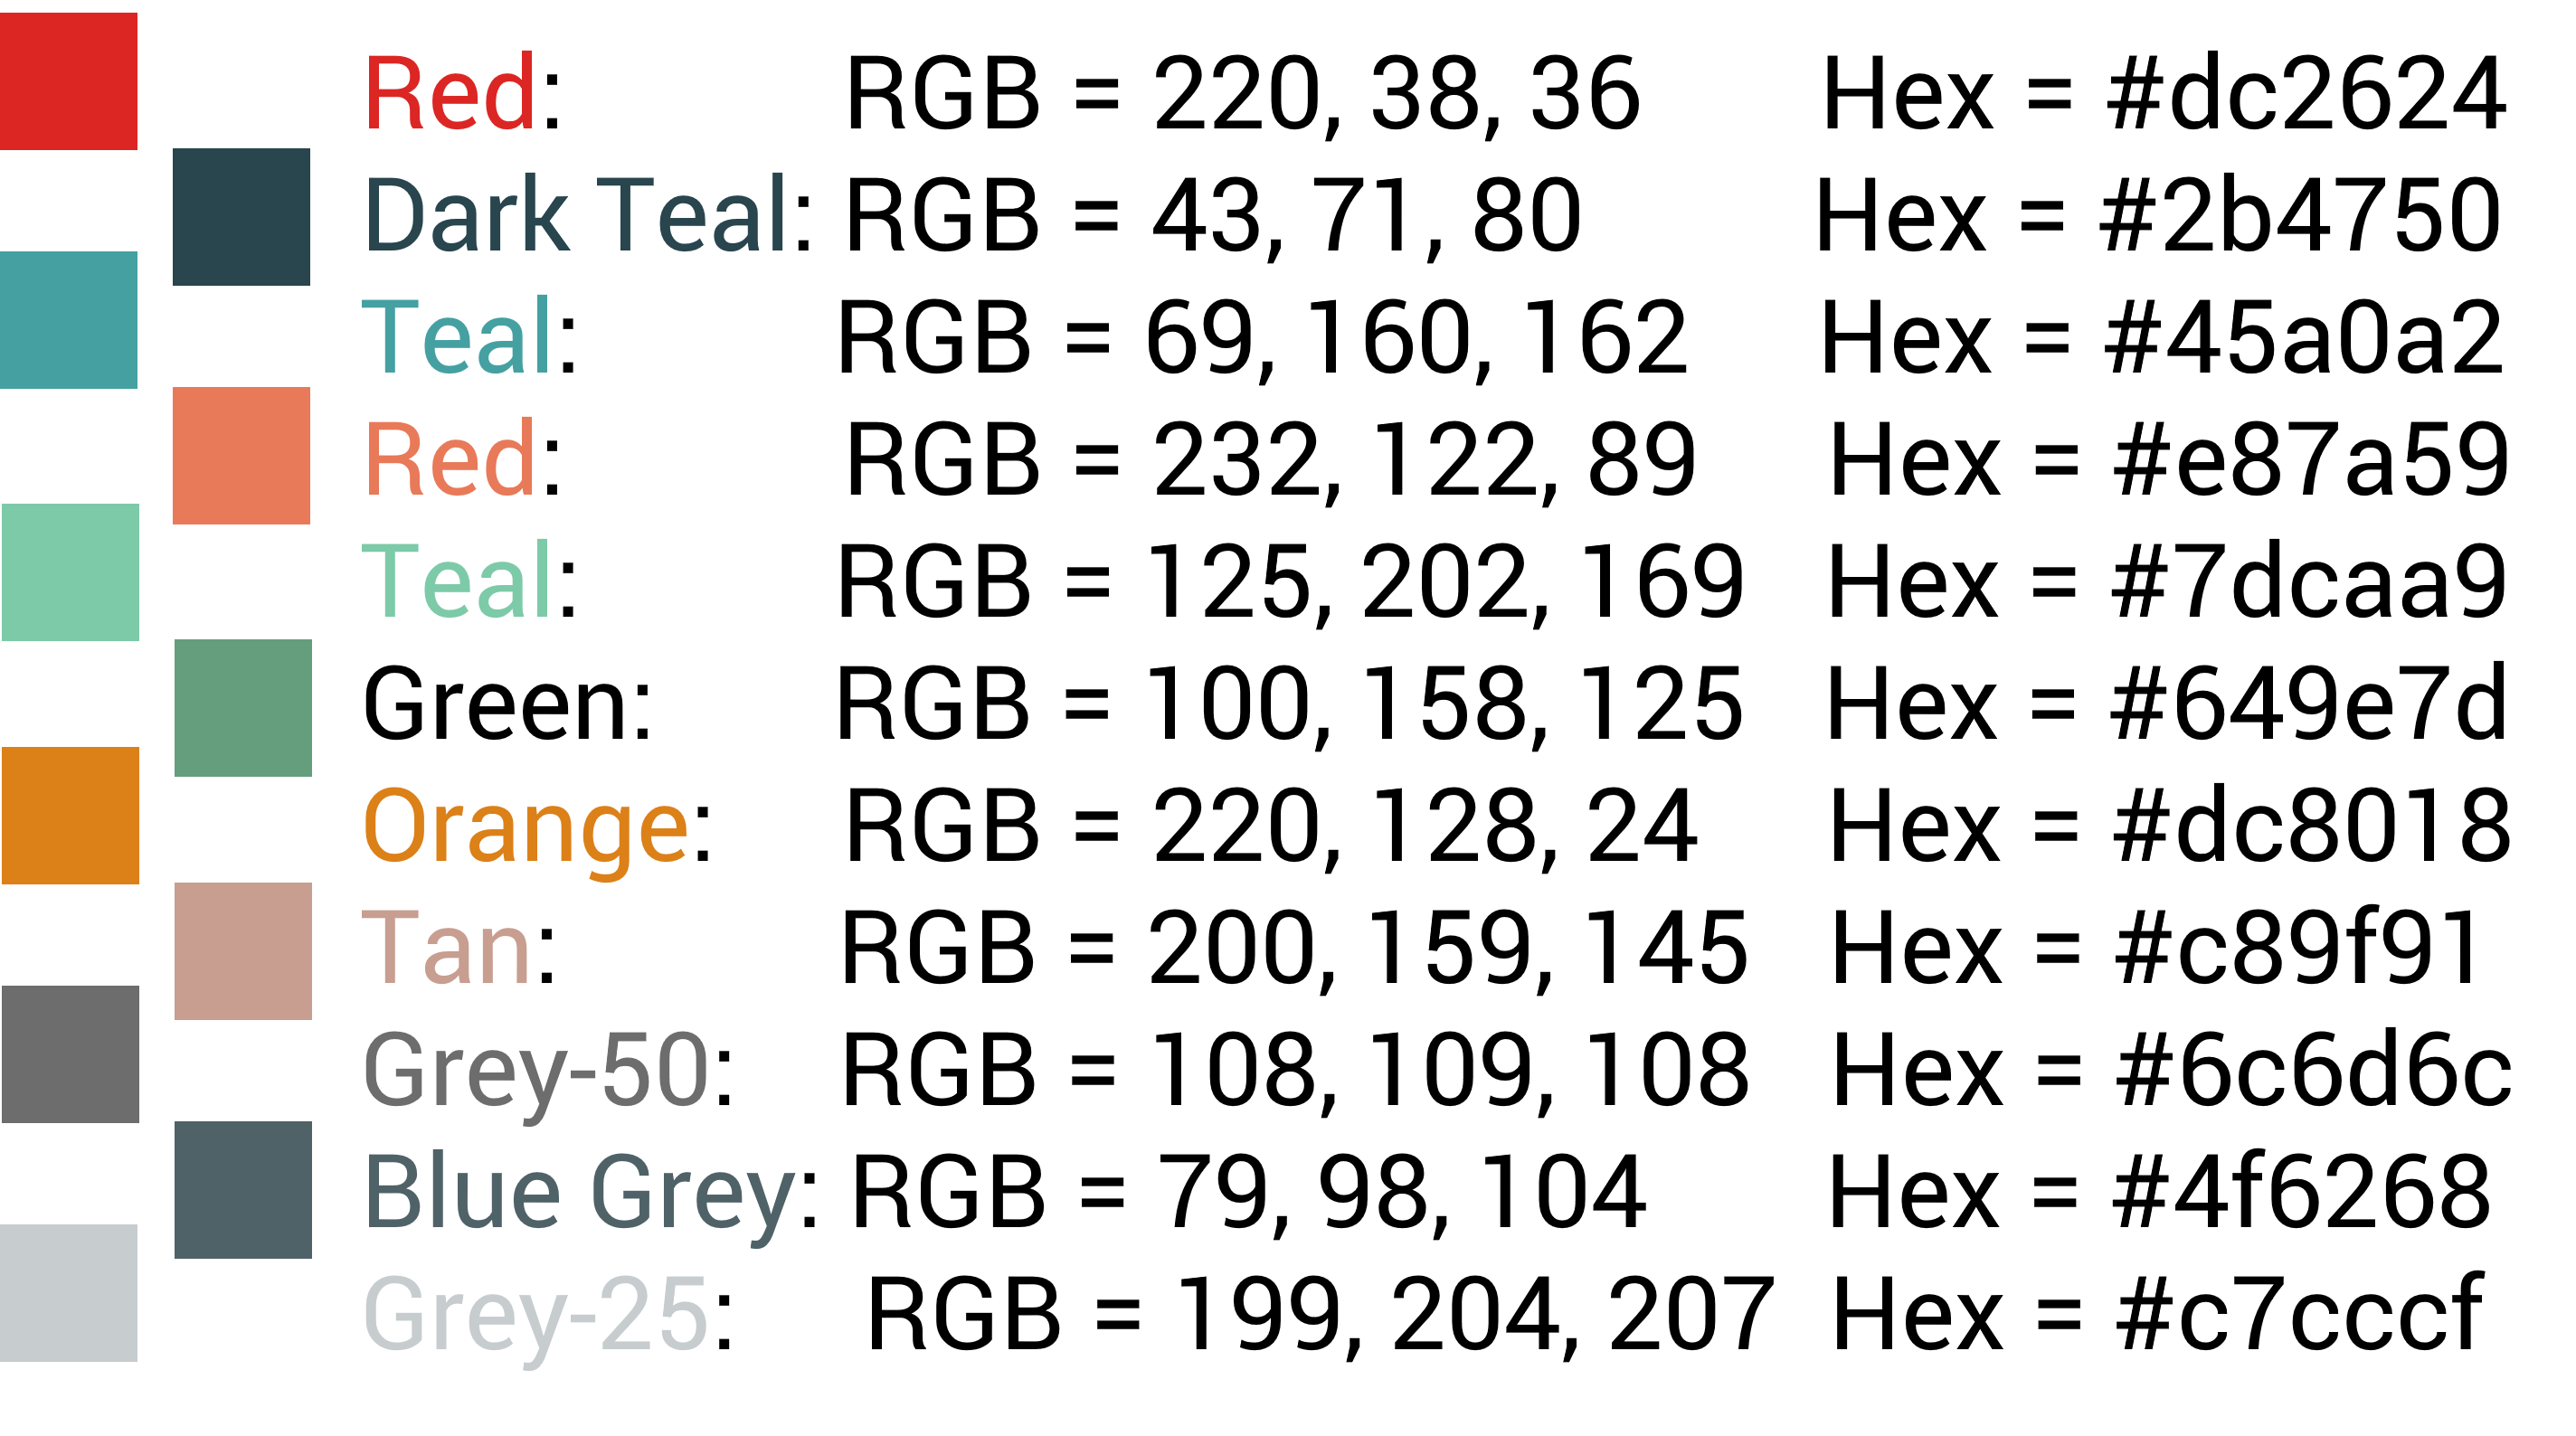 Red: RGB = 220, 38, 36 Hex = #dc2624
Dark Teal: RGB = 43, 71, 80 Hex = #2b4750
Teal: RGB = 69, 160, 162 Hex = #45a0a2
Red: RGB = 232, 122, 89 Hex = #e87a59
Teal: RGB = 125, 202, 169 Hex = #7dcaa9
Green: RGB = 100, 158, 125 Hex = #649e7d
Orange: RGB = 220, 128, 24 Hex = #dc8018
Tan: RGB = 200, 159, 145 Hex = #c89f91
Grey-50: RGB = 108, 109, 108 Hex = #6c6d6c
Blue Grey: RGB = 79, 98, 104 Hex = #4f6268
Grey-25: RGB = 199, 204, 207 Hex = #c7cccf